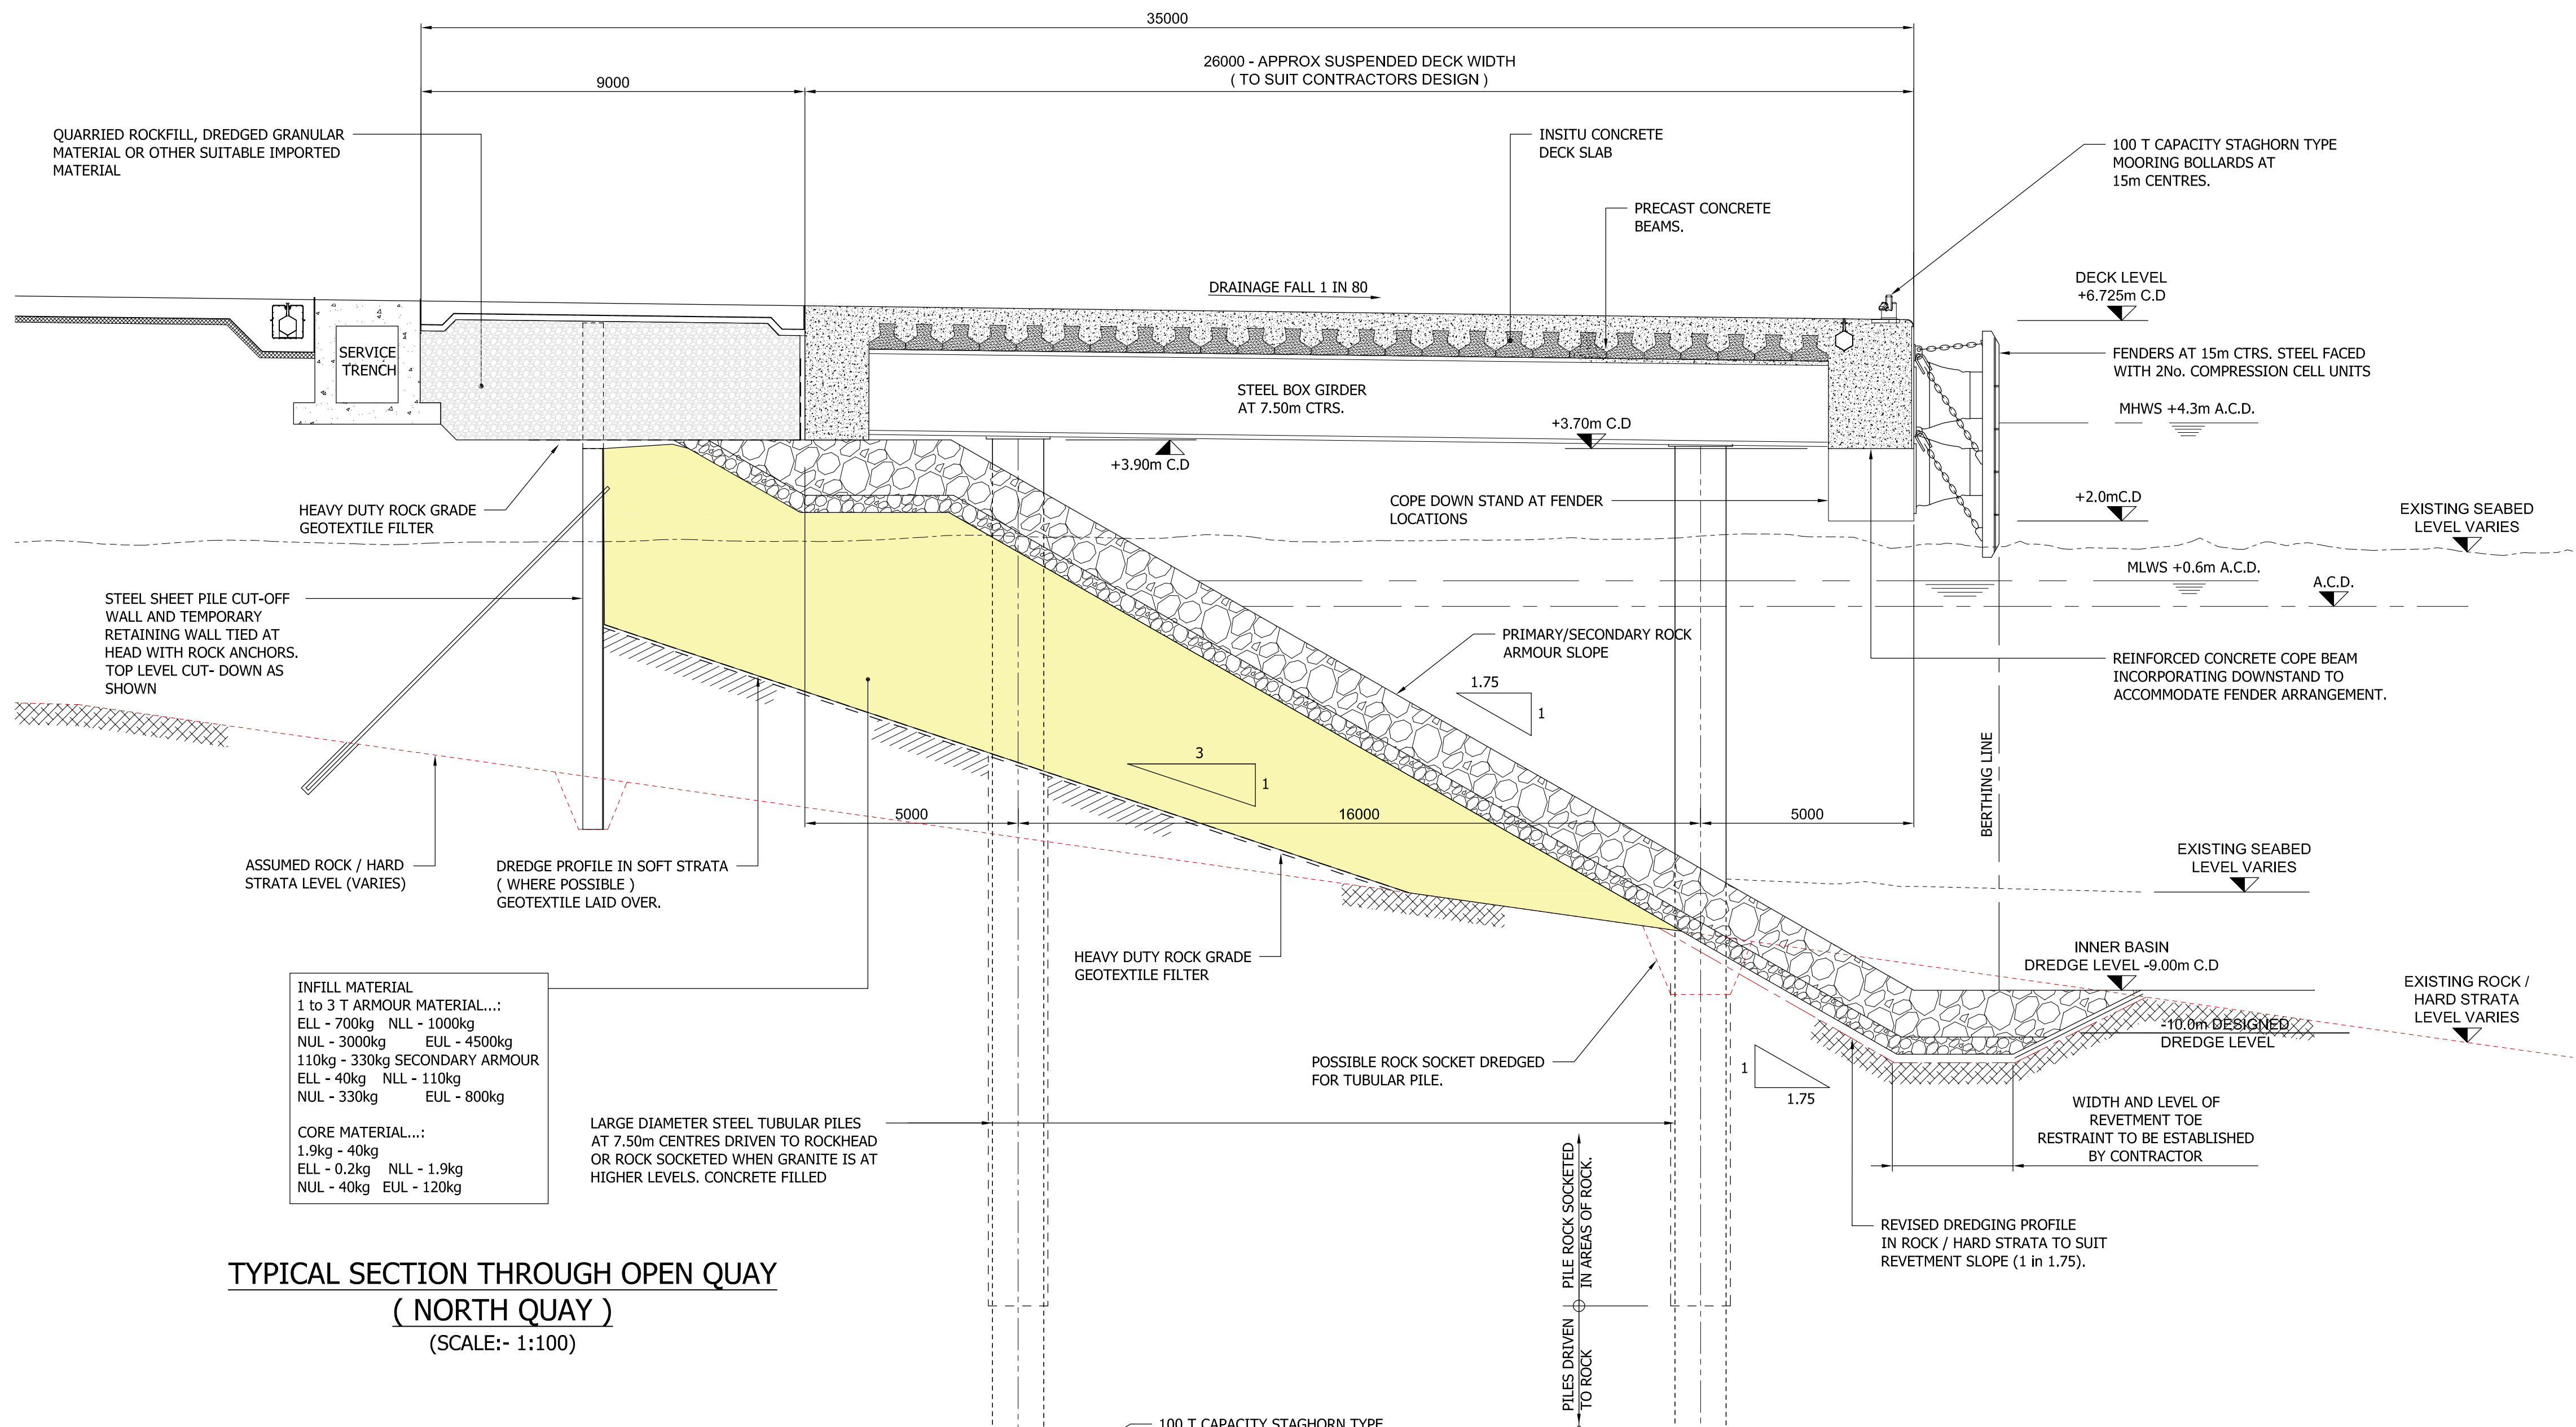 35000
26000 - APPROX SUSPENDED DECK WIDTH
( TO SUIT CONTRACTORS DESIGN )
9000
QUARRIED ROCKFILL, DREDGED GRANULAR
MATERIAL OR OTHER SUITABLE IMPORTED
MATERIAL
INSITU CONCRETE
DECK SLAB
100 T CAPACITY STAGHORN TYPE
MOORING BOLLARDS AT
15m CENTRES.
PRECAST CONCRETE
BEAMS.
DRAINAGE FALL 1 IN 80
DECK LEVEL
+6.725m C.D
SERVICE
TRENCH
FENDERS AT 15m CTRS. STEEL FACED
WITH 2No. COMPRESSION CELL UNITS
STEEL BOX GIRDER
AT 7.50m CTRS.
MHWS +4.3m A.C.D.
+3.70m C.D
+3.90m C.D
HEAVY DUTY ROCK GRADE
GEOTEXTILE FILTER
COPE DOWN STAND AT FENDER
LOCATIONS
+2.0mC.D
EXISTING SEABED
LEVEL VARIES
MLWS +0.6m A.C.D.
A.C.D.
STEEL SHEET PILE CUT-OFF
WALL AND TEMPORARY
RETAINING WALL TIED AT
HEAD WITH ROCK ANCHORS.
TOP LEVEL CUT- DOWN AS
SHOWN
PRIMARY/SECONDARY ROCK
ARMOUR SLOPE
1.75
1
REINFORCED CONCRETE COPE BEAM
INCORPORATING DOWNSTAND TO
ACCOMMODATE FENDER ARRANGEMENT.
BERTHING LINE
3
1
5000
16000
5000
ASSUMED ROCK / HARD
STRATA LEVEL (VARIES)
DREDGE PROFILE IN SOFT STRATA
( WHERE POSSIBLE )
GEOTEXTILE LAID OVER.
EXISTING SEABED
LEVEL VARIES
HEAVY DUTY ROCK GRADE
GEOTEXTILE FILTER
INNER BASIN
DREDGE LEVEL -9.00m C.D
EXISTING ROCK /
HARD STRATA
LEVEL VARIES
-10.0m DESIGNED
DREDGE LEVEL
INFILL MATERIAL
1 to 3 T ARMOUR MATERIAL...:
ELL - 700kg NLL - 1000kg
NUL - 3000kg EUL - 4500kg
110kg - 330kg SECONDARY ARMOUR
ELL - 40kg NLL - 110kg
NUL - 330kg EUL - 800kg
CORE MATERIAL...:
1.9kg - 40kg
ELL - 0.2kg NLL - 1.9kg
NUL - 40kg EUL - 120kg
POSSIBLE ROCK SOCKET DREDGED
FOR TUBULAR PILE.
1
1.75
WIDTH AND LEVEL OF
REVETMENT TOE
RESTRAINT TO BE ESTABLISHED
BY CONTRACTOR
LARGE DIAMETER STEEL TUBULAR PILES
AT 7.50m CENTRES DRIVEN TO ROCKHEAD
OR ROCK SOCKETED WHEN GRANITE IS AT
HIGHER LEVELS. CONCRETE FILLED
PILE ROCK SOCKETED
IN AREAS OF ROCK.
REVISED DREDGING PROFILE
IN ROCK / HARD STRATA TO SUIT
REVETMENT SLOPE (1 in 1.75).
PILES DRIVEN
TO ROCK
TYPICAL SECTION THROUGH OPEN QUAY
( NORTH QUAY )
(SCALE:- 1:100)
100 T CAPACITY STAGHORN TYPE